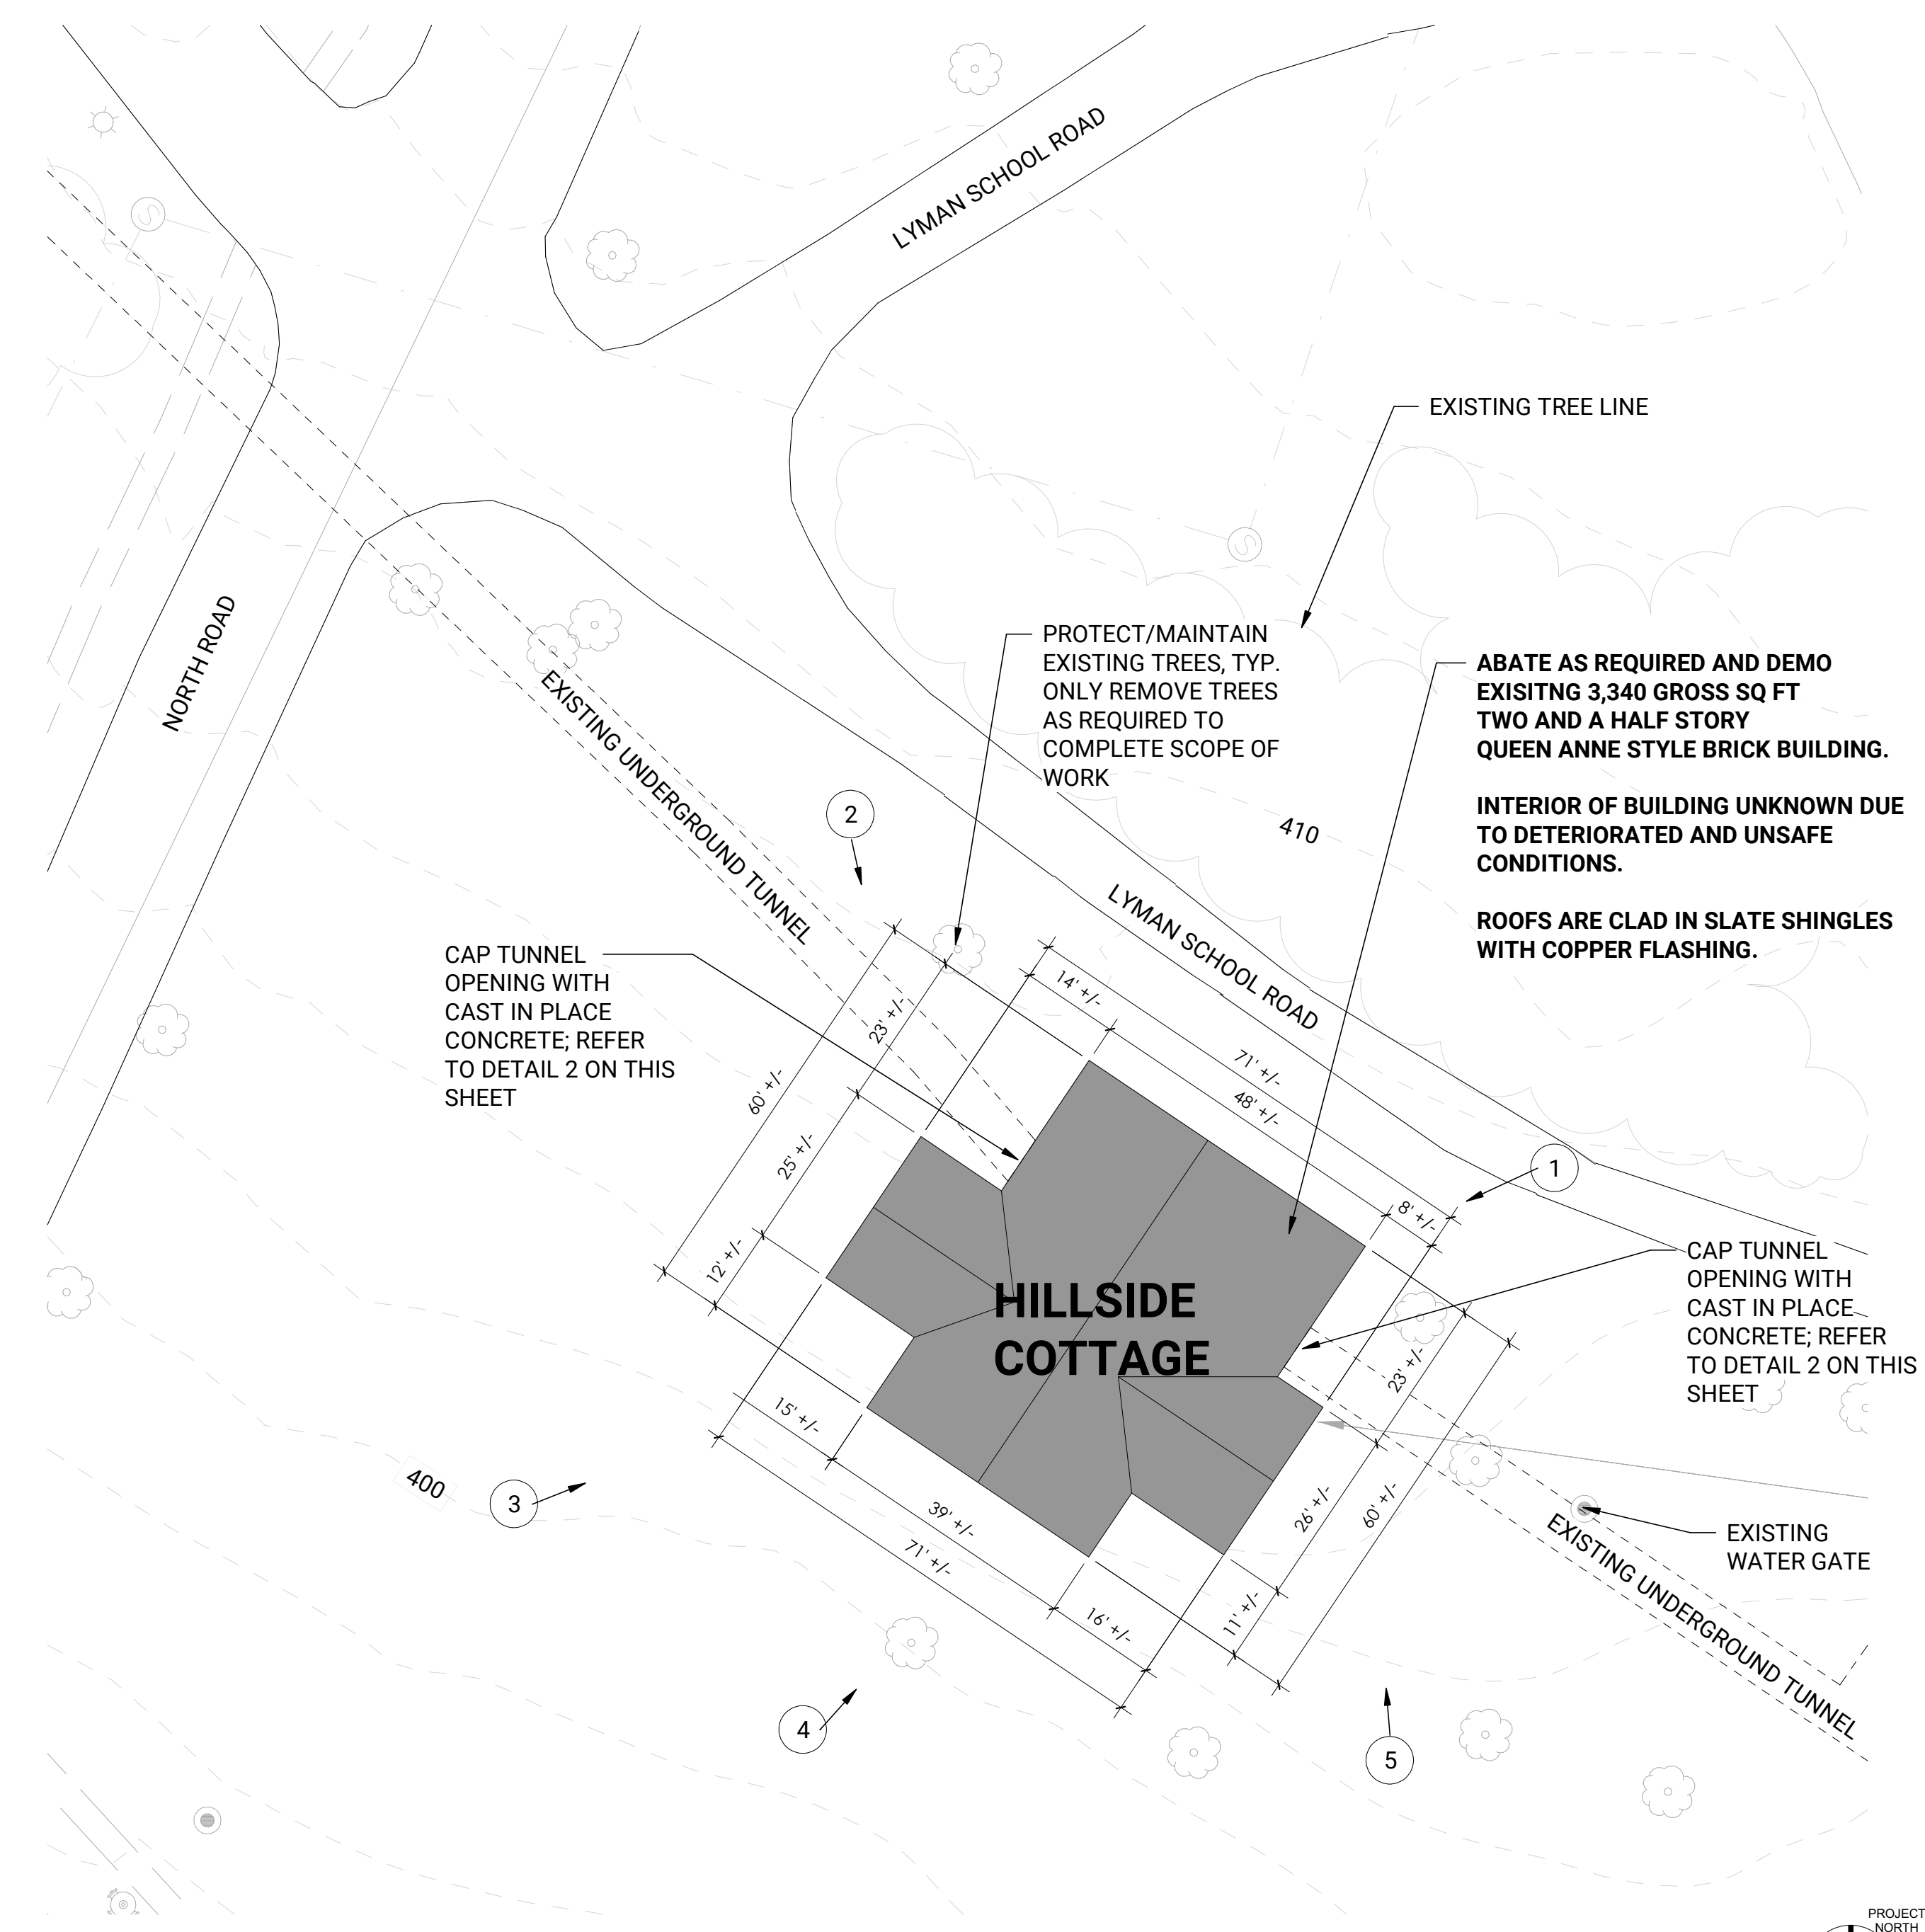 LYMAN SCHOOL ROAD
EXISTING TREE LINE
NORTH ROAD
PROTECT/MAINTAIN
EXISTING TREES, TYP.
ONLY REMOVE TREES
AS REQUIRED TO
COMPLETE SCOPE OF
WORK
ABATE AS REQUIRED AND DEMO
EXISITNG 3,340 GROSS SQ FT
TWO AND A HALF STORY
QUEEN ANNE STYLE BRICK BUILDING.
INTERIOR OF BUILDING UNKNOWN DUE
TO DETERIORATED AND UNSAFE
CONDITIONS.
ROOFS ARE CLAD IN SLATE SHINGLES
WITH COPPER FLASHING.
EXISTING UNDERGROUND TUNNEL
2
410
LYMAN SCHOOL ROAD
CAP TUNNEL
OPENING WITH
CAST IN PLACE
CONCRETE; REFER
TO DETAIL 2 ON THIS
SHEET
14' +/-
23' +/-
71' +/-
60' +/-
48' +/-
25' +/-
1
8' +/-
12' +/-
CAP TUNNEL
OPENING WITH
CAST IN PLACE
CONCRETE; REFER
TO DETAIL 2 ON THIS
SHEET
HILLSIDE
COTTAGE
23' +/-
15' +/-
400
3
39' +/-
26' +/-
60' +/-
71' +/-
EXISTING
WATER GATE
EXISTING UNDERGROUND TUNNEL
16' +/-
11' +/-
4
5
PROJECT
NORTH